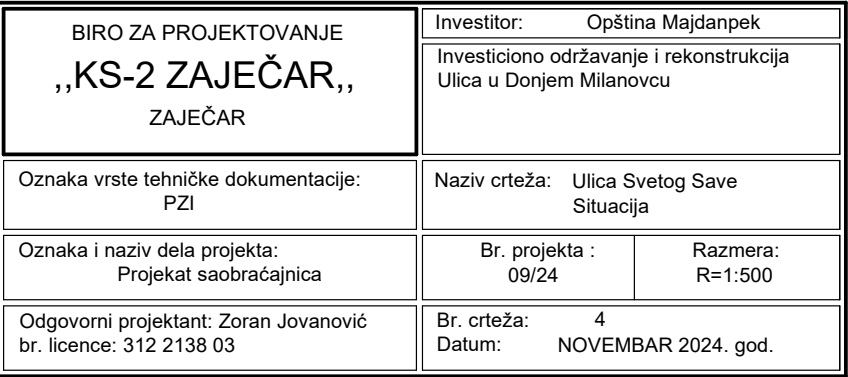 BIRO ZA PROJEKTOVANJE
,,KS-2 ZAJEČAR,,
ZAJEČAR
Investitor: Opština Majdanpek
Investiciono održavanje i rekonstrukcija
Ulica u Donjem Milanovcu
Oznaka vrste tehničke dokumentacije:
PZI
Naziv crteža: Ulica Svetog Save
Situacija
Oznaka i naziv dela projekta:
Projekat saobraćajnica
Br. projekta :
09/24
Razmera:
R=1:500
Odgovorni projektant: Zoran Jovanović
br. licence: 312 2138 03
Br. crteža: 4
Datum: NOVEMBAR 2024. god.